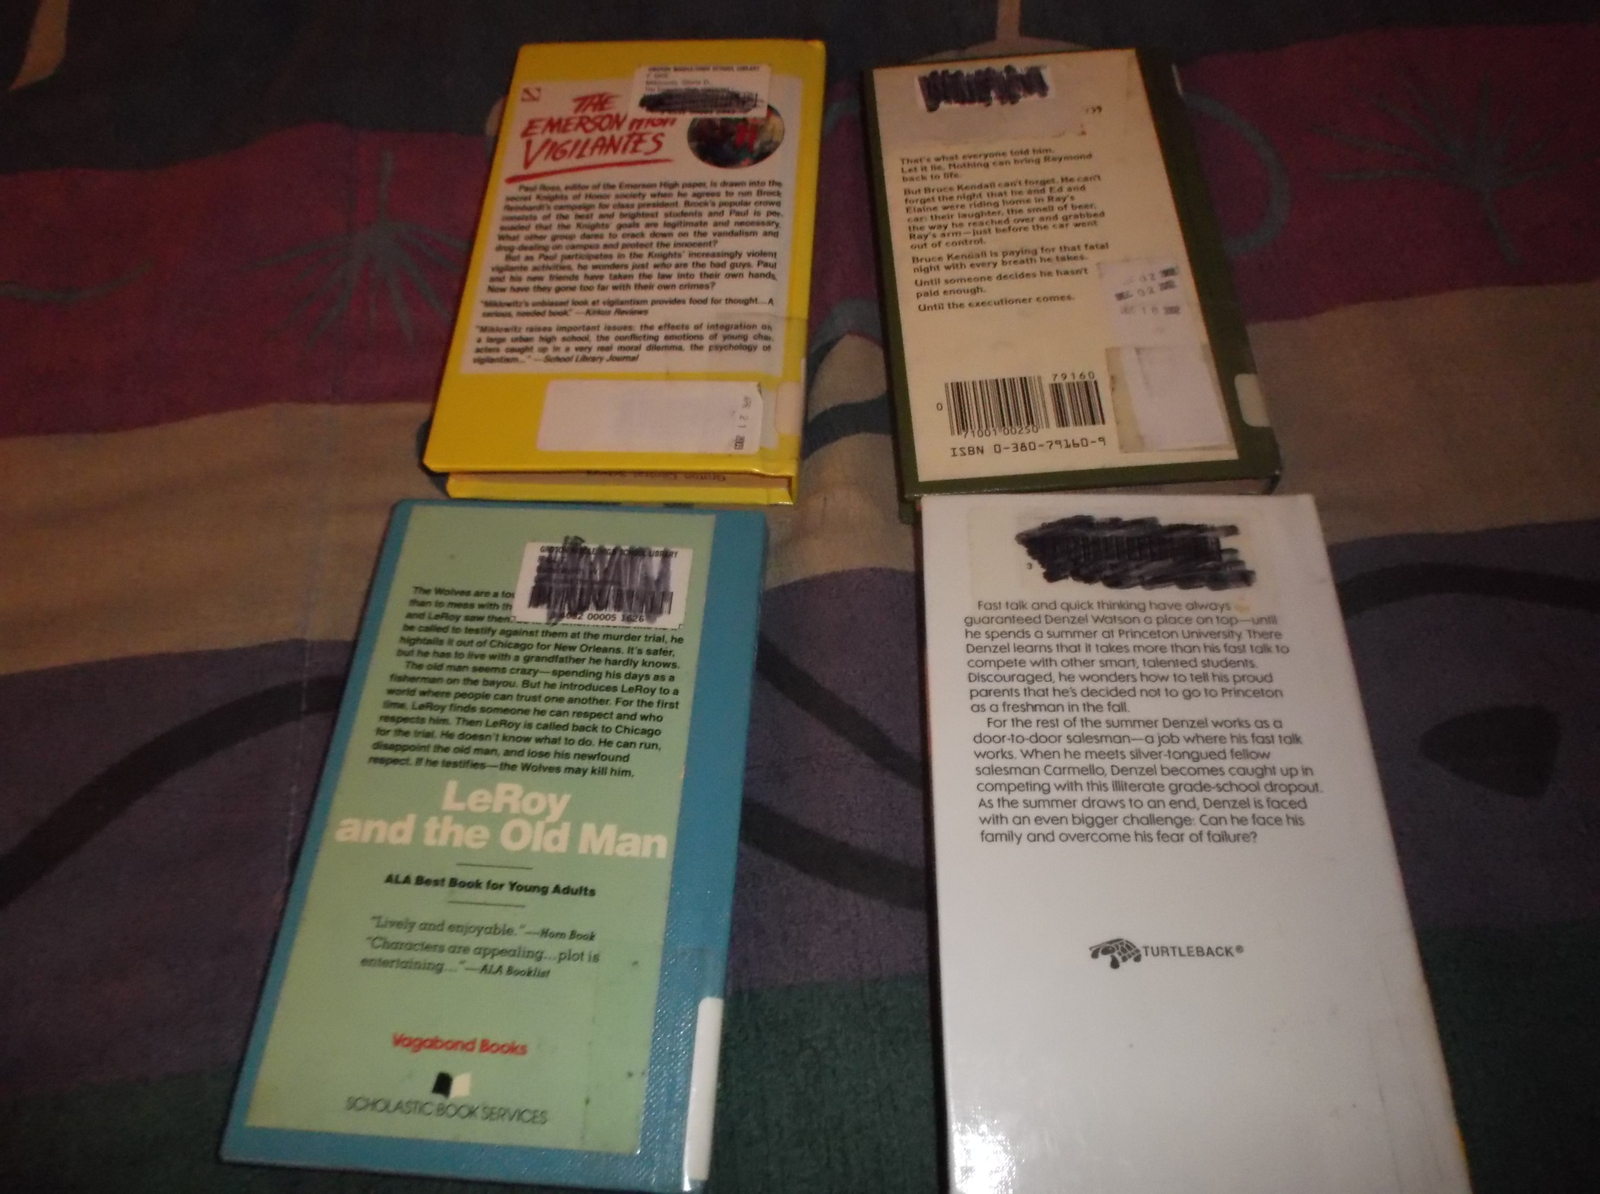 THE
EMERSON HIGH
VIGILANTES
Paul Ross, editor of the Emerson High paper, is drawn into the
secret Knights of Honor society when he agrees to run Brock
Reinhardt's campaign for class president. Brock's popular crowd
consists of the best and brightest students and Paul is per-
suaded that the Knights' goals are legitimate and necessary.
What other group dares to crack down on the vandalism and
drug-dealing on campus and protect the innocent?
But as Paul participates in the Knights' increasingly violent
vigilante activities, he wonders just who are the bad guys. Paul
and his new friends have taken the law into their own hands.
Now have they gone too far with their own crimes?
"Miklowitz's unbiased look at vigilantism provides food for thought....A
serious, needed book." —Kirkus Reviews
"Miklowitz raises important issues: the effects of integration on
a large urban high school, the conflicting emotions of young char-
acters caught up in a very real moral dilemma, the psychology of
vigilantism..." —School Library Journal
That's what everyone told him.
Let it lie. Nothing can bring Raymond
back to life.
But Bruce Kendall can't forget. He can't
forget the night that he and Ed and
Elaine were riding home in Ray's
car: their laughter, the smell of beer,
the way he reached over and grabbed
Ray's arm—just before the car went
out of control.
Bruce Kendall is paying for that fatal
night with every breath he takes.
Until someone decides he hasn't
paid enough.
Until the executioner comes.
79160
0
71001 00250
ISBN 0-380-79160-9
The Wolves are a to
than to mess with th
and LeRoy saw then
be called to testify against them at the murder trial, he
hightails it out of Chicago for New Orleans. It's safer,
but he has to live with a grandfather he hardly knows.
The old man seems crazy—spending his days as a
fisherman on the bayou. But he introduces LeRoy to a
world where people can trust one another. For the first
time, LeRoy finds someone he can respect and who
respects him. Then LeRoy is called back to Chicago
for the trial. He doesn't know what to do. He can run,
disappoint the old man, and lose his newfound
respect. If he testifies—the Wolves may kill him.
LeRoy
and the Old Man
ALA Best Book for Young Adults
"Lively and enjoyable."—Horn Book
"Characters are appealing...plot is
entertaining...."—ALA Booklist
Vagabond Books
SCHOLASTIC BOOK SERVICES
3
Fast talk and quick thinking have always
guaranteed Denzel Watson a place on top—until
he spends a summer at Princeton University. There
Denzel learns that it takes more than his fast talk to
compete with other smart, talented students.
Discouraged, he wonders how to tell his proud
parents that he's decided not to go to Princeton
as a freshman in the fall.
For the rest of the summer Denzel works as a
door-to-door salesman—a job where his fast talk
works. When he meets silver-tongued fellow
salesman Carmello, Denzel becomes caught up in
competing with this illiterate grade-school dropout.
As the summer draws to an end, Denzel is faced
with an even bigger challenge: Can he face his
family and overcome his fear of failure?
TURTLEBACK®